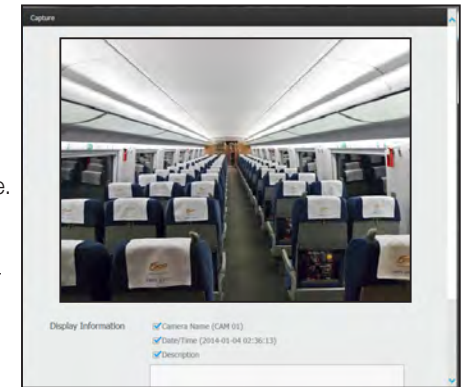 Capture
e.
Display Information
Camera Name (CAM 01)
Date/Time (2014-01-04 02:36:13)
Description